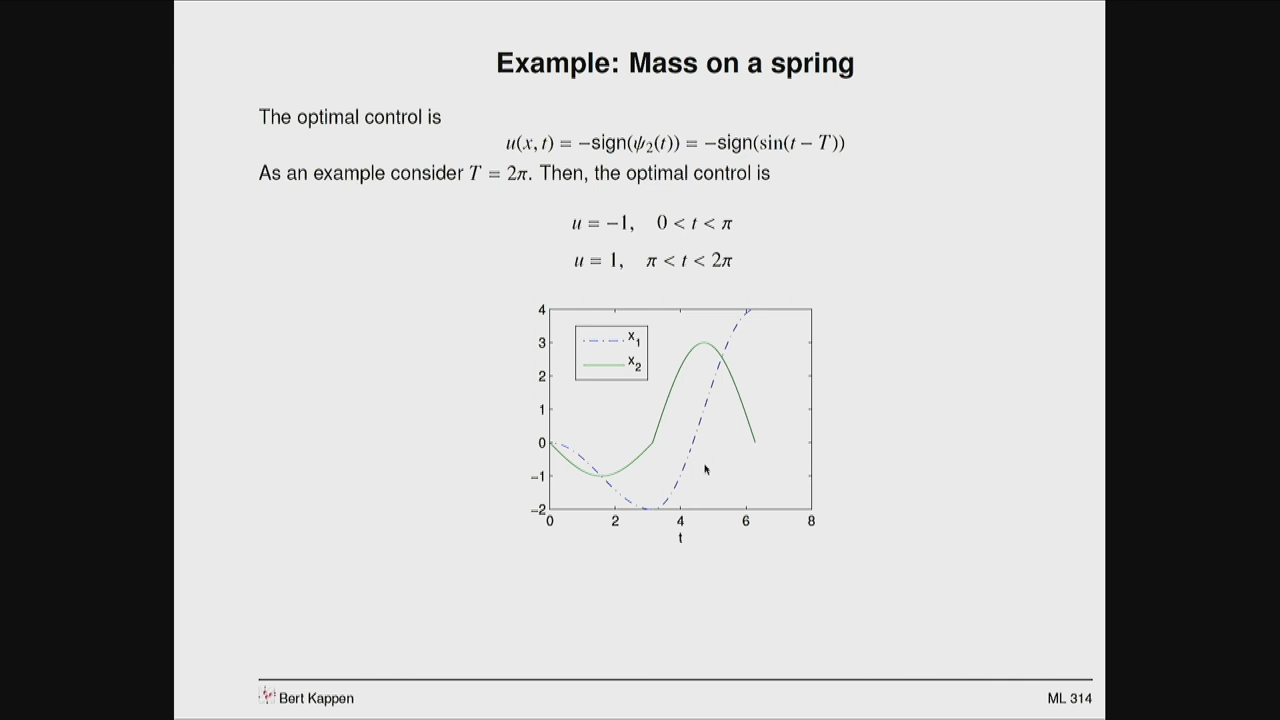 Example: Mass on a spring
The optimal control is
u(x, t) = −sign(ψ₂(t)) = −sign(sin(t − T))
As an example consider T = 2π. Then, the optimal control is
u = −1, 0 < t < π
u = 1, π < t < 2π
4
3
2
1
0
−1
−2
x₁
x₂
0 2 4 6 8
t
Bert Kappen ML 314